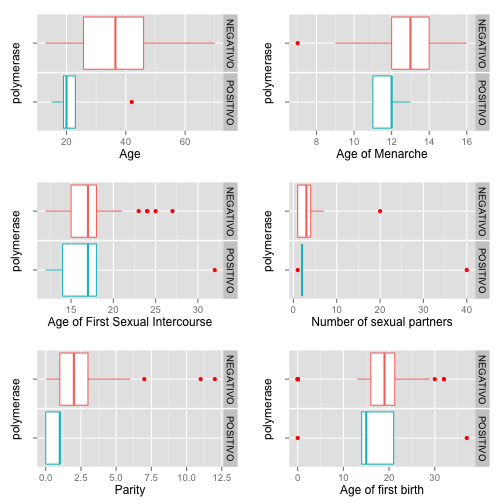 polymerase
NEGATIVO
POSITIVO
20 40 60
Age
polymerase
NEGATIVO
POSITIVO
8 10 12 14 16
Age of Menarche
polymerase
NEGATIVO
POSITIVO
15 20 25 30
Age of First Sexual Intercourse
polymerase
NEGATIVO
POSITIVO
0 10 20 30 40
Number of sexual partners
polymerase
NEGATIVO
POSITIVO
0.0 2.5 5.0 7.5 10.0 12.5
Parity
polymerase
NEGATIVO
POSITIVO
0 10 20 30
Age of first birth